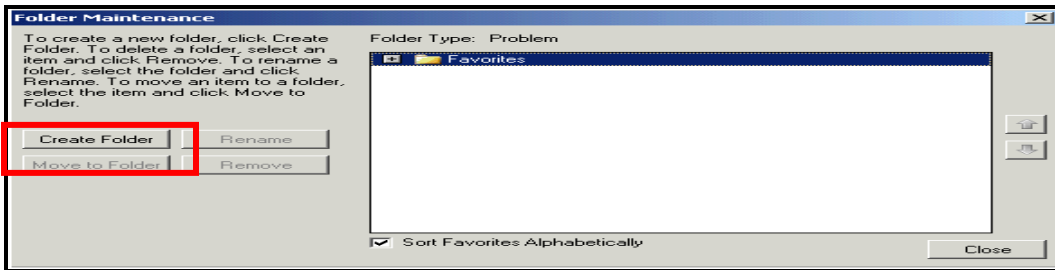 Folder Maintenance
To create a new folder, click Create
Folder. To delete a folder, select an
item and click Remove. To rename a
folder, select the folder and click
Rename. To move an item to a folder,
select the item and click Move to
Folder.
Create Folder Rename
Move to Folder Remove
Folder Type: Problem
Favorites
Sort Favorites Alphabetically
Close